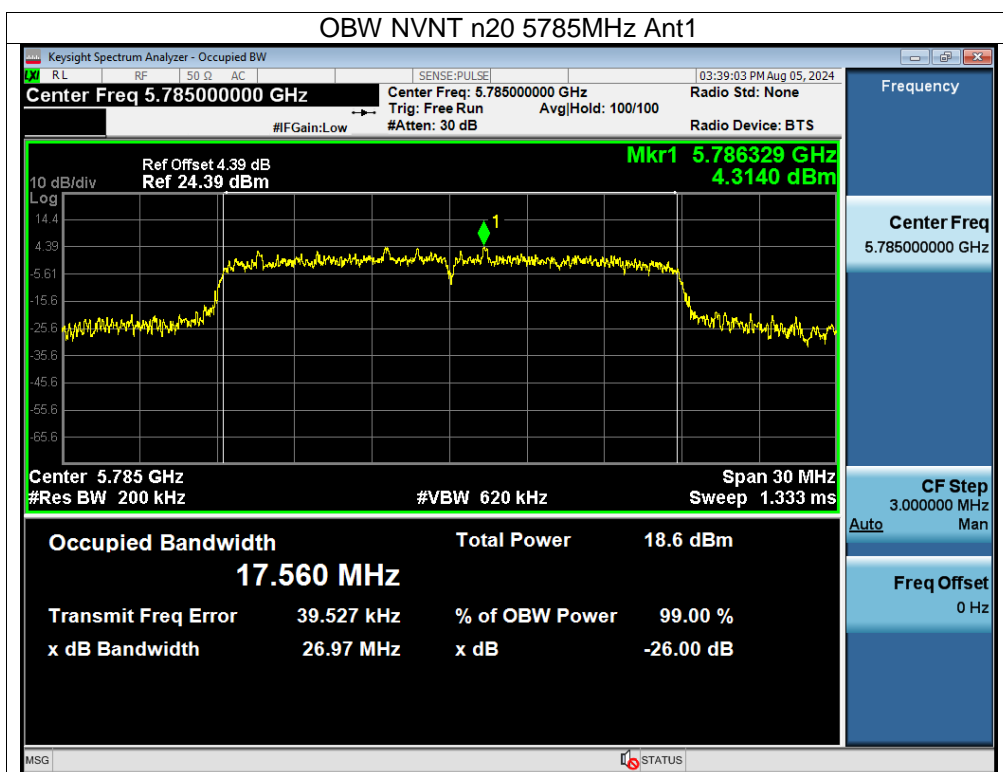 OBW NVNT n20 5785MHz Ant1
Keysight Spectrum Analyzer - Occupied BW
LXI RL RF 50 Ω AC SENSE:PULSE 03:39:03 PM Aug 05, 2024
Center Freq 5.785000000 GHz
Center Freq: 5.785000000 GHz
Radio Std: None
Trig: Free Run Avg|Hold: 100/100
#IFGain:Low #Atten: 30 dB Radio Device: BTS
Mkr1 5.786329 GHz
4.3140 dBm
Ref Offset 4.39 dB
10 dB/div Ref 24.39 dBm
Log
14.4
4.39
-5.61
-15.6
-25.6
-35.6
-45.6
-55.6
-65.6
1
Center 5.785 GHz Span 30 MHz
#Res BW 200 kHz #VBW 620 kHz Sweep 1.333 ms
Occupied Bandwidth Total Power 18.6 dBm
17.560 MHz
Transmit Freq Error 39.527 kHz % of OBW Power 99.00 %
x dB Bandwidth 26.97 MHz x dB -26.00 dB
MSG STATUS
Frequency
Center Freq
5.785000000 GHz
CF Step
3.000000 MHz
Auto Man
Freq Offset
0 Hz